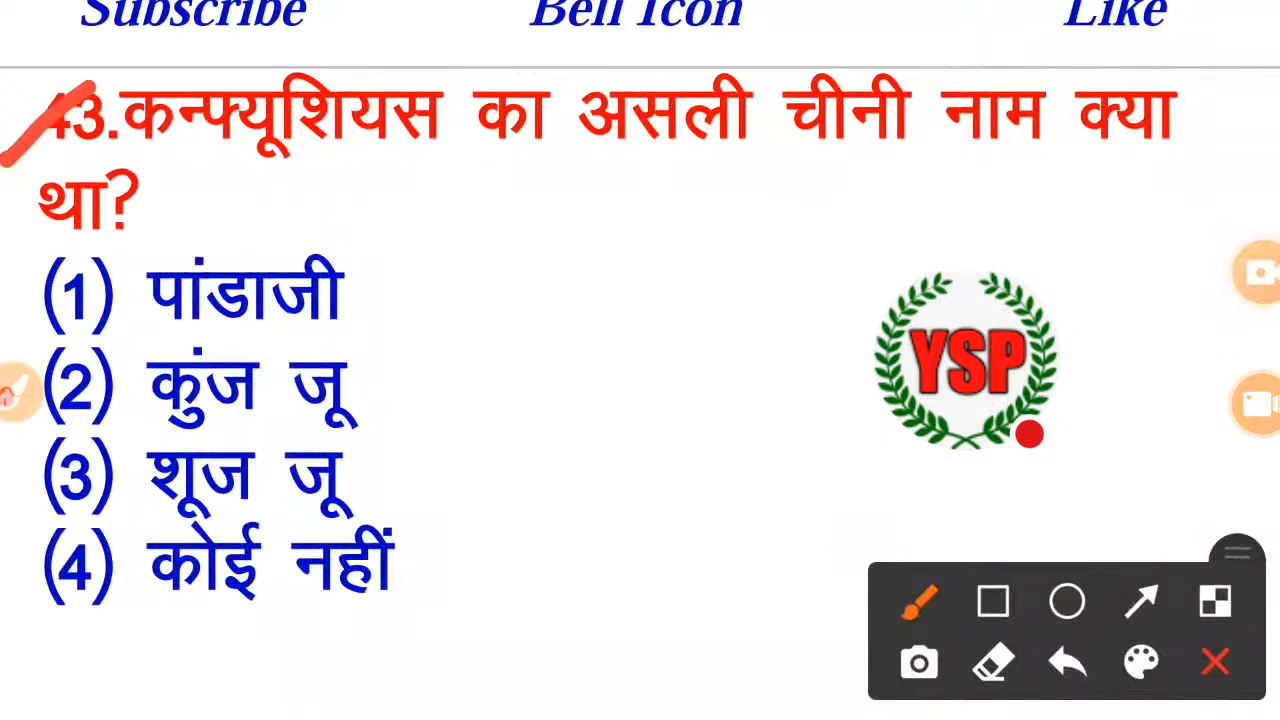 Subscribe Bell Icon Like
43.कन्फ्यूशियस का असली चीनी नाम क्या
था?
(1) पांडाजी
(2) कुंज जू
(3) शूज जू
(4) कोई नहीं
YSP